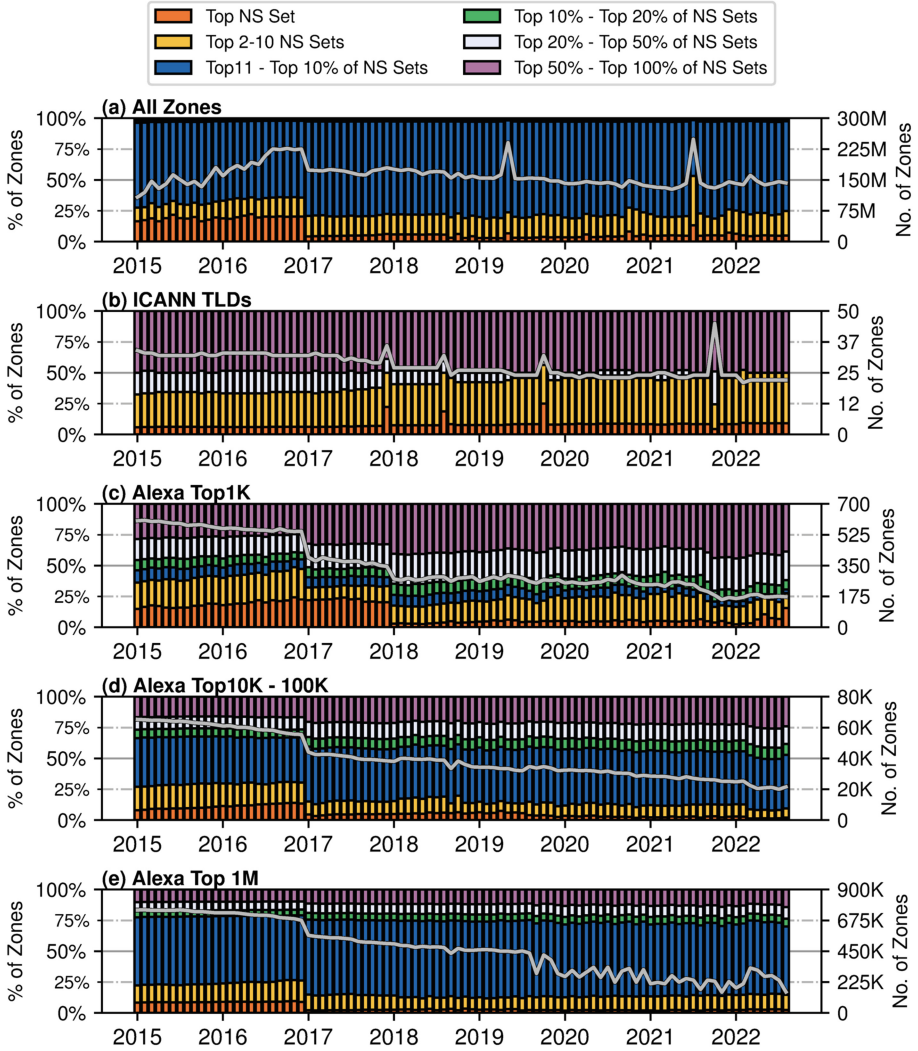 Top NS Set
Top 2-10 NS Sets
Top11 - Top 10% of NS Sets
Top 10% - Top 20% of NS Sets
Top 20% - Top 50% of NS Sets
Top 50% - Top 100% of NS Sets
(a) All Zones
% of Zones
100%
75%
50%
25%
0%
300M
225M
150M
75M
0
No. of Zones
2015 2016 2017 2018 2019 2020 2021 2022
(b) ICANN TLDs
% of Zones
100%
75%
50%
25%
0%
50
37
25
12
0
No. of Zones
2015 2016 2017 2018 2019 2020 2021 2022
(c) Alexa Top1K
% of Zones
100%
75%
50%
25%
0%
700
525
350
175
0
No. of Zones
2015 2016 2017 2018 2019 2020 2021 2022
(d) Alexa Top10K - 100K
% of Zones
100%
75%
50%
25%
0%
80K
60K
40K
20K
0
No. of Zones
2015 2016 2017 2018 2019 2020 2021 2022
(e) Alexa Top 1M
% of Zones
100%
75%
50%
25%
0%
900K
675K
450K
225K
0
No. of Zones
2015 2016 2017 2018 2019 2020 2021 2022